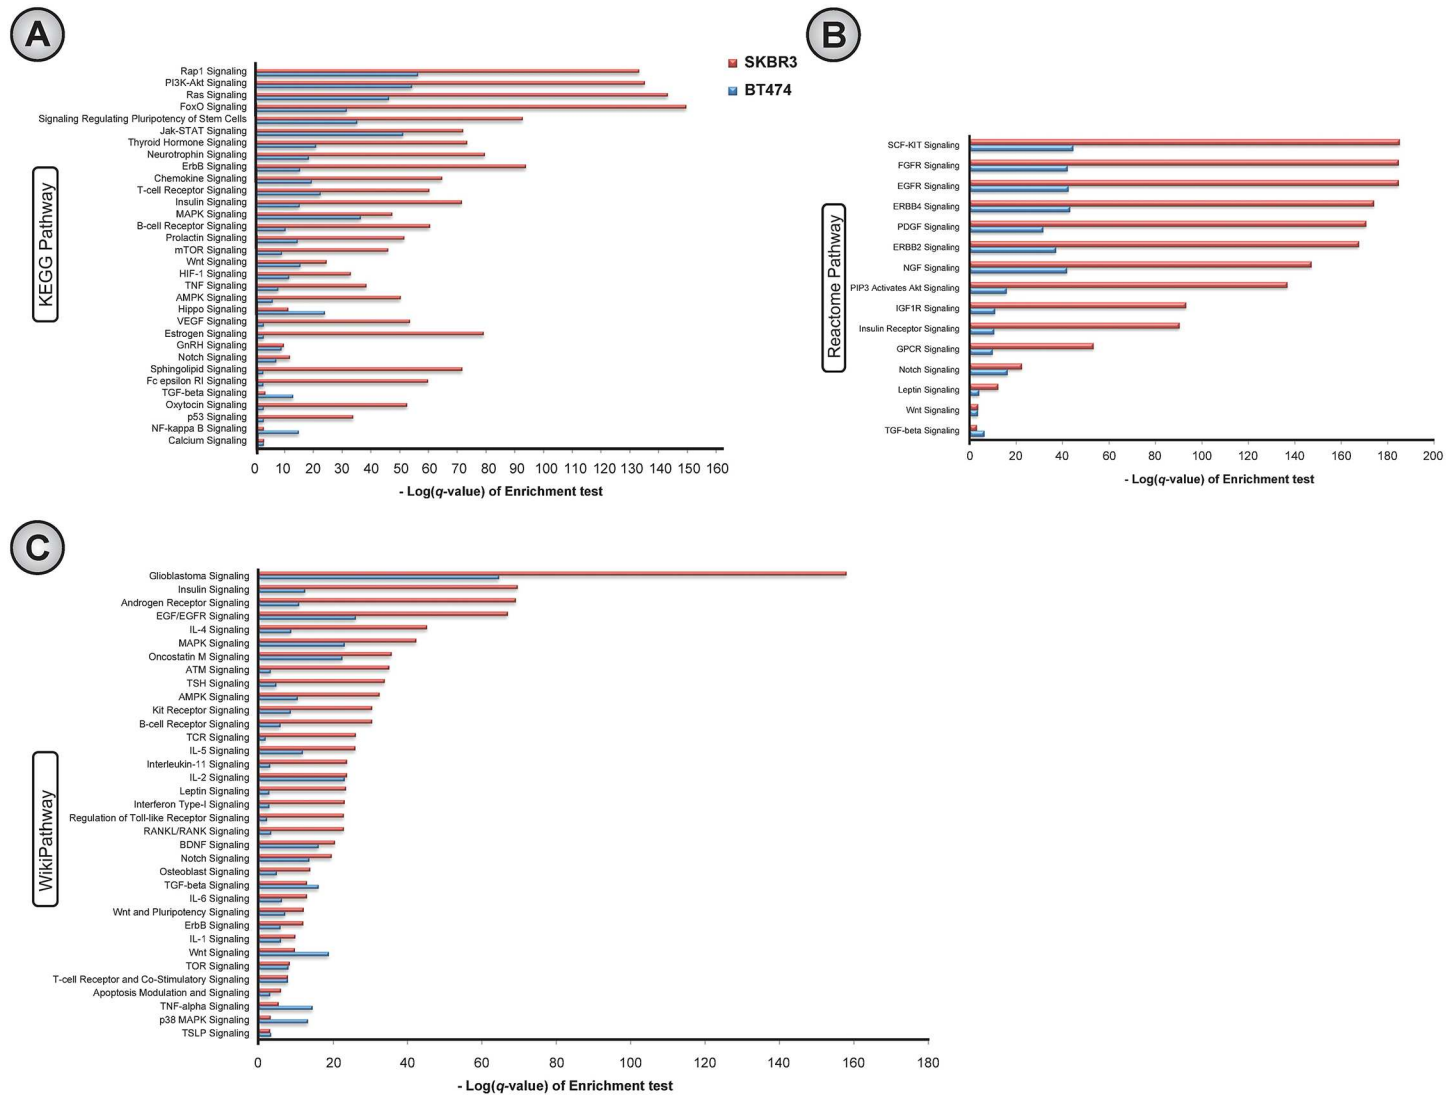 A
SKBR3
BT474
KEGG Pathway
Rap1 Signaling
PI3K-Akt Signaling
Ras Signaling
FoxO Signaling
Signaling Regulating Pluripotency of Stem Cells
Jak-STAT Signaling
Thyroid Hormone Signaling
Neurotrophin Signaling
ErbB Signaling
Chemokine Signaling
T-cell Receptor Signaling
Insulin Signaling
MAPK Signaling
B-cell Receptor Signaling
Prolactin Signaling
mTOR Signaling
Wnt Signaling
HIF-1 Signaling
TNF Signaling
AMPK Signaling
Hippo Signaling
VEGF Signaling
Estrogen Signaling
GnRH Signaling
Notch Signaling
Sphingolipid Signaling
Fc epsilon RI Signaling
TGF-beta Signaling
Oxytocin Signaling
p53 Signaling
NF-kappa B Signaling
Calcium Signaling
0 10 20 30 40 50 60 70 80 90 100 110 120 130 140 150 160
- Log(q-value) of Enrichment test
B
Reactome Pathway
SCF-KIT Signaling
FGFR Signaling
EGFR Signaling
ERBB4 Signaling
PDGF Signaling
ERBB2 Signaling
NGF Signaling
PIP3 Activates Akt Signaling
IGF1R Signaling
Insulin Receptor Signaling
GPCR Signaling
Notch Signaling
Leptin Signaling
Wnt Signaling
TGF-beta Signaling
0 20 40 60 80 100 120 140 160 180 200
- Log(q-value) of Enrichment test
C
WikiPathway
Glioblastoma Signaling
Insulin Signaling
Androgen Receptor Signaling
EGF/EGFR Signaling
IL-4 Signaling
MAPK Signaling
Oncostatin M Signaling
ATM Signaling
TSH Signaling
AMPK Signaling
Kit Receptor Signaling
B-cell Receptor Signaling
TCR Signaling
IL-5 Signaling
Interleukin-11 Signaling
IL-2 Signaling
Leptin Signaling
Interferon Type-I Signaling
Regulation of Toll-like Receptor Signaling
RANKL/RANK Signaling
BDNF Signaling
Notch Signaling
Osteoblast Signaling
TGF-beta Signaling
IL-6 Signaling
Wnt and Pluripotency Signaling
ErbB Signaling
IL-1 Signaling
Wnt Signaling
TOR Signaling
T-cell Receptor and Co-Stimulatory Signaling
Apoptosis Modulation and Signaling
TNF-alpha Signaling
p38 MAPK Signaling
TSLP Signaling
0 20 40 60 80 100 120 140 160 180
- Log(q-value) of Enrichment test